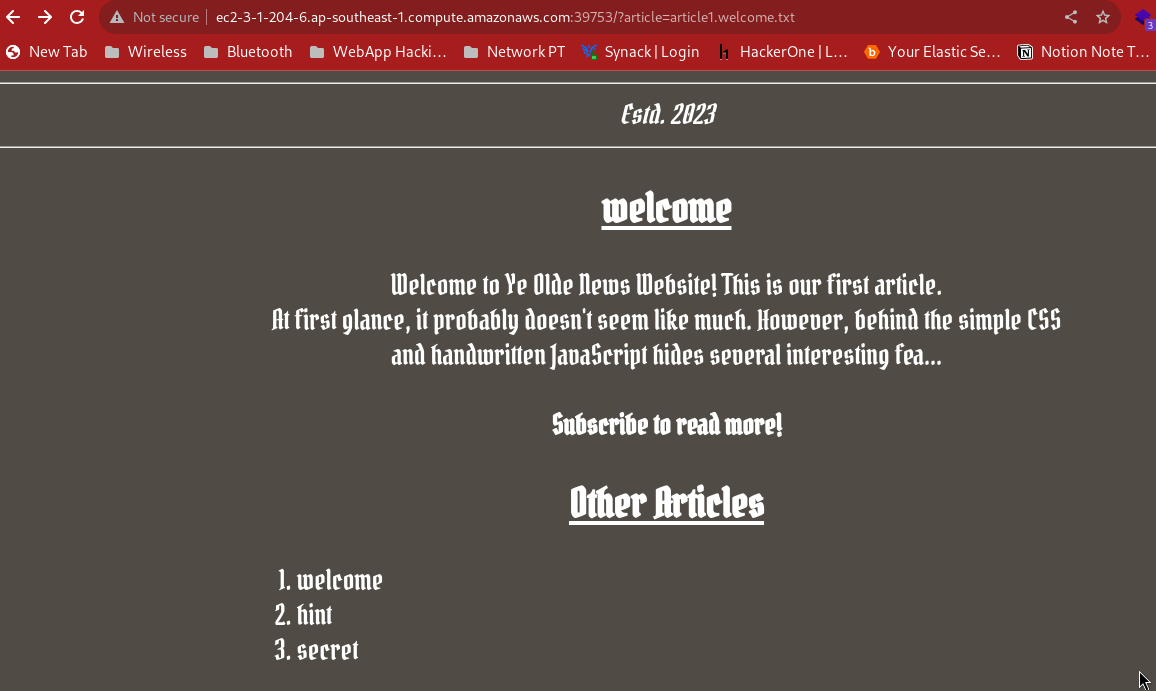 Not secure
ec2-3-1-204-6.ap-southeast-1.compute.amazonaws.com:39753/?article=article1.welcome.txt
3
New Tab Wireless Bluetooth WebApp Hacki... Network PT Synack | Login HackerOne | L... Your Elastic Se... Notion Note T...
Estd. 2023
welcome
Welcome to Ye Olde News Website! This is our first article.
At first glance, it probably doesn't seem like much. However, behind the simple CSS
and handwritten JavaScript hides several interesting fea...
Subscribe to read more!
Other Articles
1. welcome
2. hint
3. secret